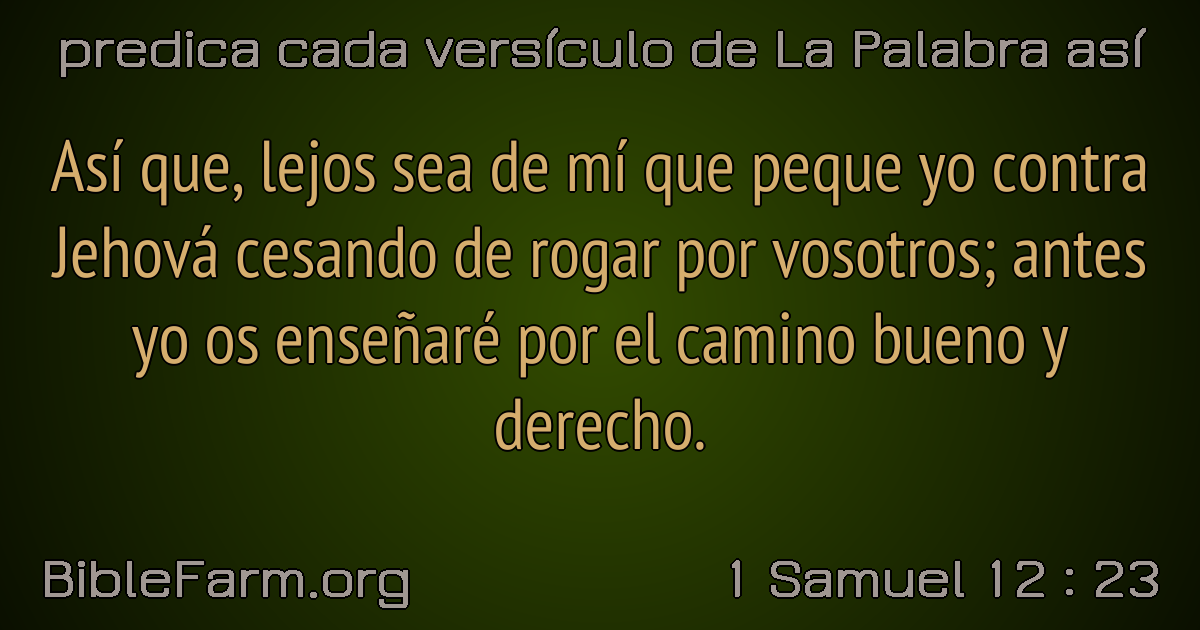 predica cada versículo de La Palabra así
Así que, lejos sea de mí que peque yo contra
Jehová cesando de rogar por vosotros; antes
yo os enseñaré por el camino bueno y
derecho.
BibleFarm.org
1 Samuel 12 : 23